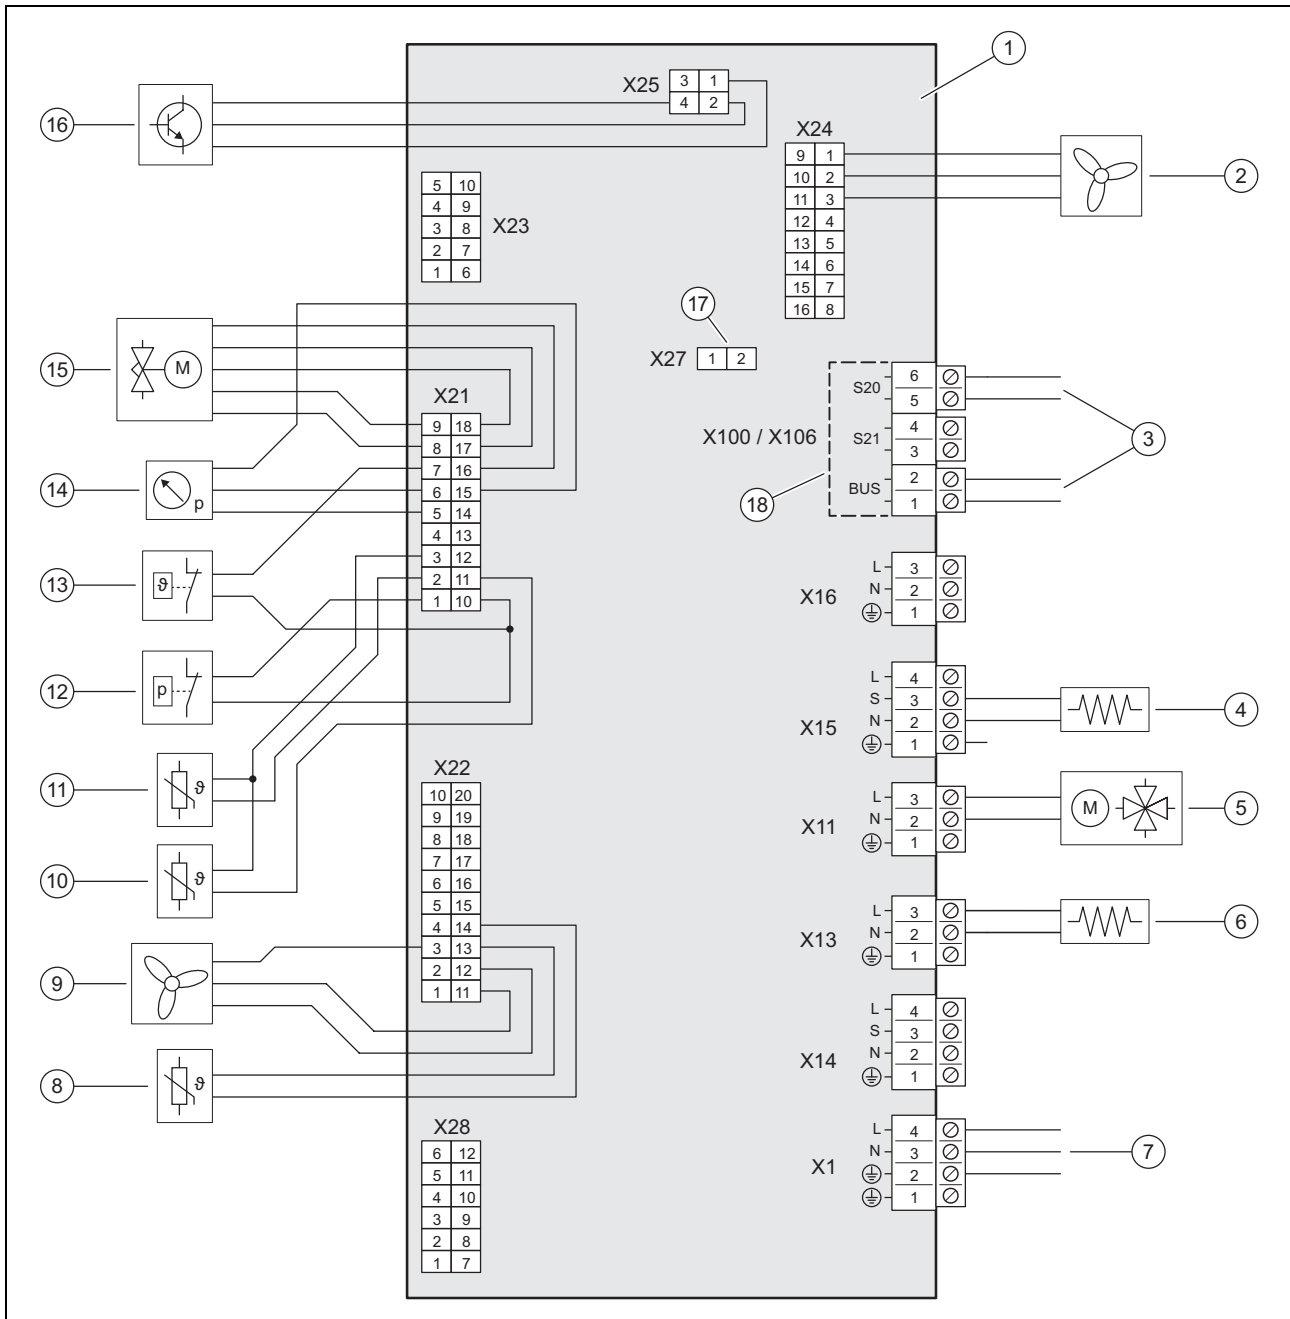 1
X25
3 1
4 2
16
X24
9 1
10 2
11 3
12 4
13 5
14 6
15 7
16 8
2
5 10
4 9
3 8
2 7
1 6
X23
17
X27
1 2
15
M
X21
9 18
8 17
7 16
6 15
5 14
4 13
3 12
2 11
1 10
X100 / X106
S20
6
5
S21
4
3
BUS
2
1
3
18
14
p
13
ϑ
X16
L 3
N 2
1
12
p
X15
L 4
S 3
N 2
1
4
11
ϑ
X22
10 20
9 19
8 18
7 17
6 16
5 15
4 14
3 13
2 12
1 11
X11
L 3
N 2
1
M
5
10
ϑ
X13
L 3
N 2
1
6
9
X14
L 4
S 3
N 2
1
8
ϑ
X28
6 12
5 11
4 10
3 9
2 8
1 7
X1
L 4
N 3
2
1
7